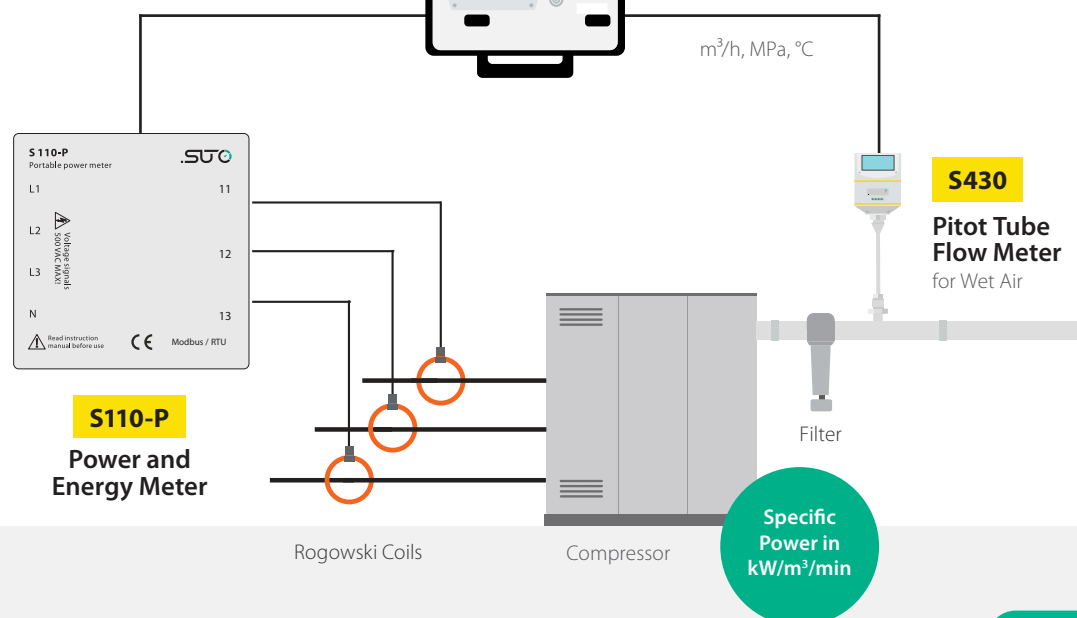 m³/h, MPa, °C
S 110-P
Portable power meter
.SUTO
L1
11
L2
Voltage signals
500 VAC MAX!
12
L3
N
13
Read instruction
manual before use
CE
Modbus / RTU
S430
Pitot Tube
Flow Meter
for Wet Air
S110-P
Power and
Energy Meter
Filter
Rogowski Coils
Compressor
Specific
Power in
kW/m³/min